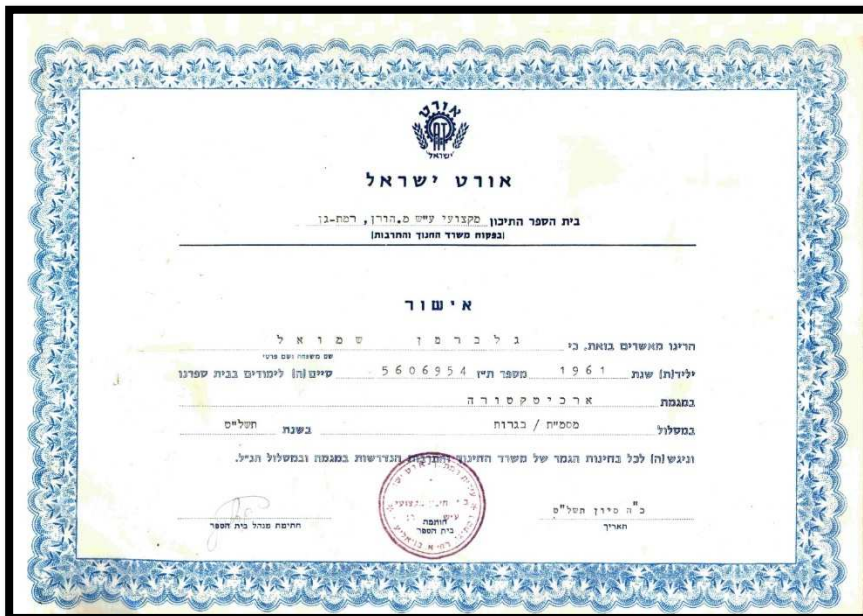 אורט
ישראל
אורט ישראל
בית הספר התיכון מקצועי ע"ש מ.הורן, רמת-גן
(בפקוח משרד החנוך והתרבות)
אישור
הרינו מאשרים בזאת, כי גלברמן שמואל
שם משפחה ושם פרטי
יליד(ת) שנת 1961 מספר ת"ז 5606954 סיים(ה) לימודים בבית ספרנו
במגמת ארכיטקטורה
במסלול מסמ"ת / בגרות בשנת תשל"ט
וניגש(ה) לכל בחינות הגמר של משרד החינוך והתרבות הנדרשות במגמה ובמסלול הנ"ל.
כ"ה סיון תשל"ט
תאריך
חותמת
בית הספר
חתימת מנהל בית הספר